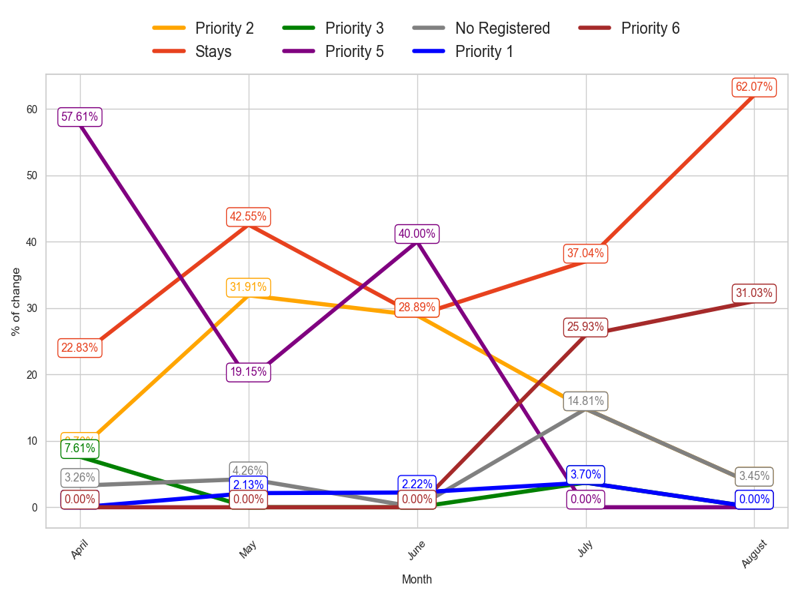 Priority 2 Priority 3 No Registered Priority 6
Stays Priority 5 Priority 1
62.07%
60
57.61%
50
42.55%
40.00%
40
37.04%
31.91%
31.03%
30
28.89%
25.93%
22.83%
20
19.15%
14.81%
10
7.61%
3.26% 4.26% 3.45%
2.13% 2.22% 3.70%
0 0.00% 0.00% 0.00% 0.00% 0.00%
% of change
April May June July August
Month